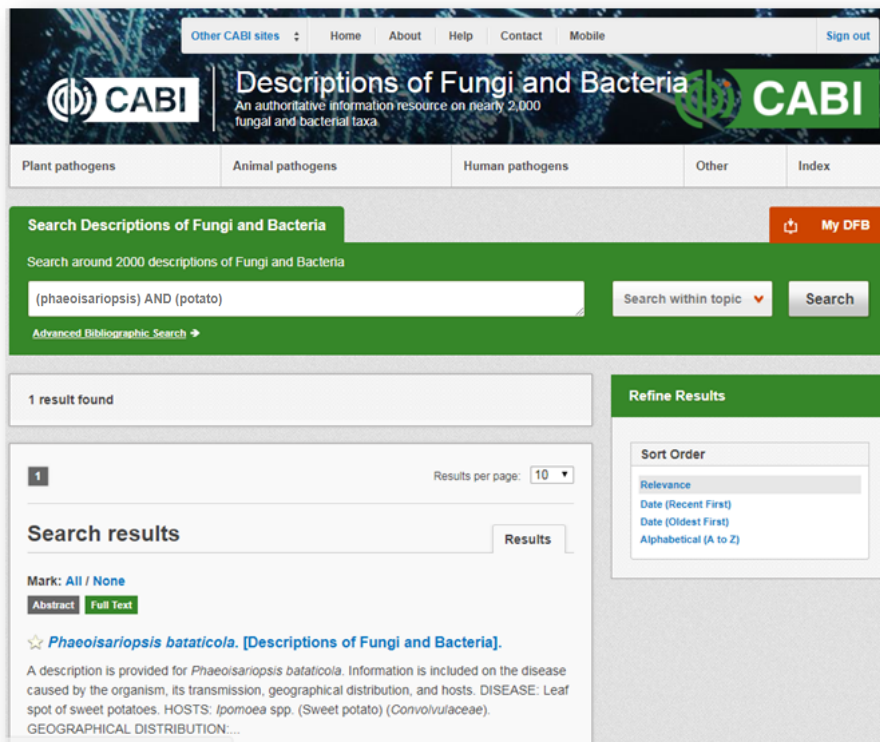 Other CABI sites Home About Help Contact Mobile Sign out
CABI
Descriptions of Fungi and Bacteria
An authoritative information resource on nearly 2,000
fungal and bacterial taxa
CABI
Plant pathogens Animal pathogens Human pathogens Other Index
Search Descriptions of Fungi and Bacteria
My DFB
Search around 2000 descriptions of Fungi and Bacteria
(phaeoisariopsis) AND (potato)
Search within topic
Search
Advanced Bibliographic Search
1 result found
Refine Results
Sort Order
Relevance
Date (Recent First)
Date (Oldest First)
Alphabetical (A to Z)
1
Results per page: 10
Search results
Results
Mark: All / None
Abstract Full Text
Phaeoisariopsis bataticola. [Descriptions of Fungi and Bacteria].
A description is provided for Phaeoisariopsis bataticola. Information is included on the disease
caused by the organism, its transmission, geographical distribution, and hosts. DISEASE: Leaf
spot of sweet potatoes. HOSTS: Ipomoea spp. (Sweet potato) (Convolvulaceae).
GEOGRAPHICAL DISTRIBUTION:...